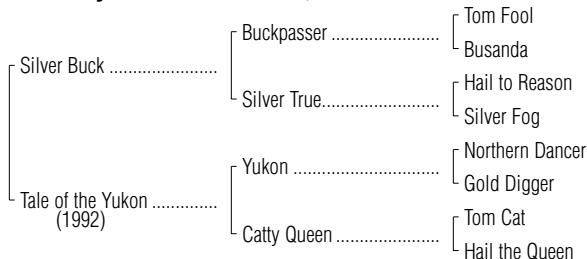 Tom Fool
Buckpasser ....................
Busanda
Silver Buck ......................
Hail to Reason
Silver True......................
Silver Fog
Northern Dancer
Yukon ...........................
Gold Digger
Tale of the Yukon .............
(1992)
Tom Cat
Catty Queen ...................
Hail the Queen